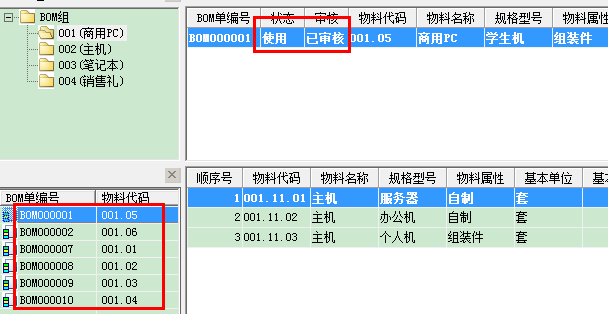 BOM组
001(商用PC)
002(主机)
003(笔记本)
004(销售礼)
BOM单编号 状态 审核 物料代码 物料名称 规格型号 物料属性
BOM000001 使用 已审核 001.05 商用PC 学生机 组装件
BOM单编号 物料代码
BOM000001 001.05
BOM000002 001.06
BOM000007 001.01
BOM000008 001.02
BOM000009 001.03
BOM000010 001.04
顺序号 物料代码 物料名称 规格型号 物料属性 基本单位 基
1 001.11.01 主机 服务器 自制 套
2 001.11.02 主机 办公机 自制 套
3 001.11.03 主机 个人机 组装件 套